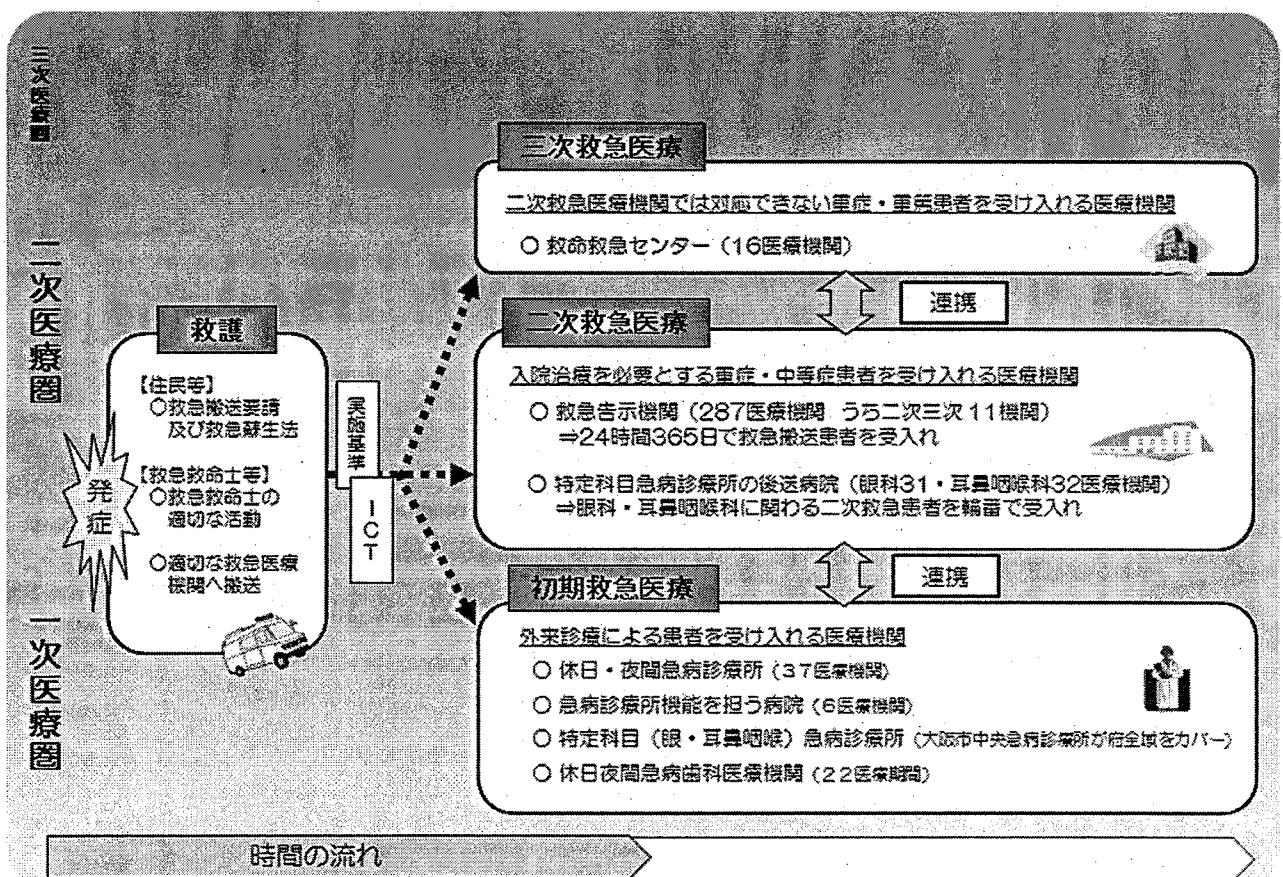 三次医療圏
二次医療圏
一次医療圏
発症
救護
【住民等】
○救急搬送要請
及び救急蘇生法
【救急救命士等】
○救急救命士の
適切な活動
○適切な救急医療
機関へ搬送
実施基準
ICT
三次救急医療
二次救急医療機関では対応できない重症・重篤患者を受け入れる医療機関
○ 救命救急センター（16医療機関）
連携
二次救急医療
入院治療を必要とする重症・中等症患者を受け入れる医療機関
○ 救急告示機関（287医療機関 うち二次三次11機関）
⇒24時間365日で救急搬送患者を受入れ
○ 特定科目急病診療所の後送病院（眼科31・耳鼻咽喉科32医療機関）
⇒眼科・耳鼻咽喉科に関わる二次救急患者を輪番で受入れ
連携
初期救急医療
外来診療による患者を受け入れる医療機関
○ 休日・夜間急病診療所（37医療機関）
○ 急病診療所機能を担う病院（6医療機関）
○ 特定科目（眼・耳鼻咽喉）急病診療所（大阪市中央急病診療所が府全域をカバー）
○ 休日夜間急病歯科医療機関（22医療期間）
時間の流れ